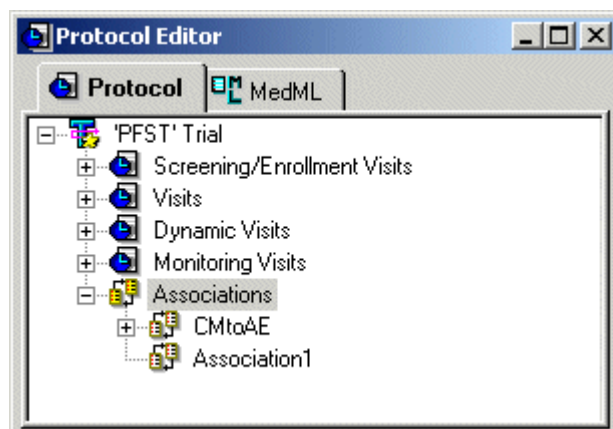 Protocol Editor
Protocol MedML
'PFST' Trial
Screening/Enrollment Visits
Visits
Dynamic Visits
Monitoring Visits
Associations
CMtoAE
Association1